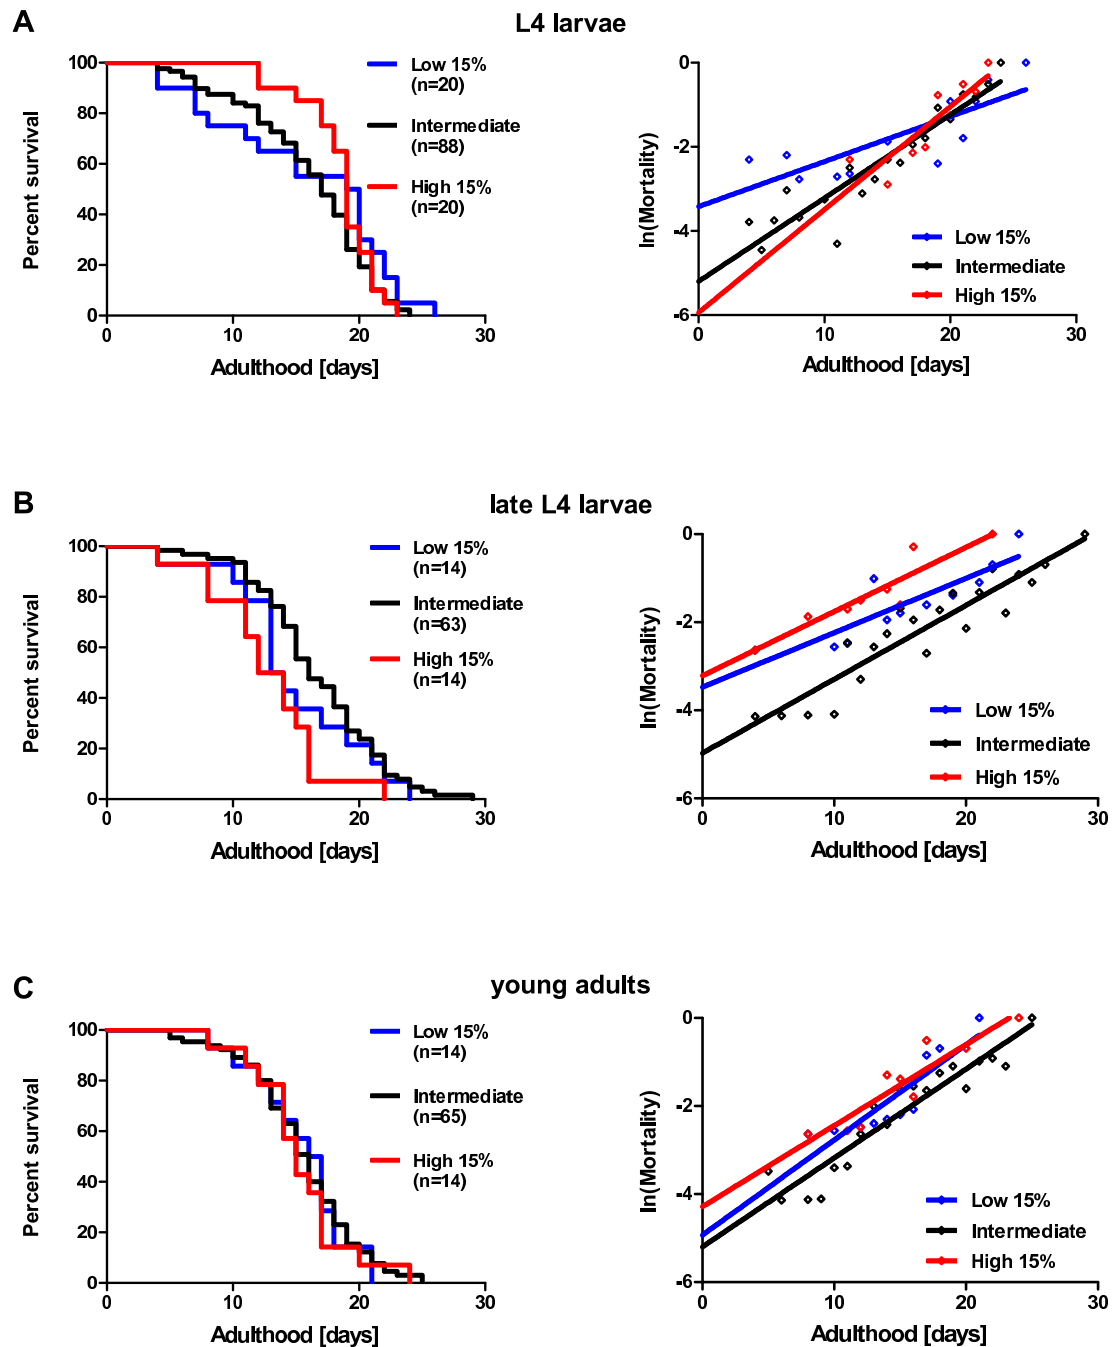 A
L4 larvae
Percent survival
100
80
60
40
20
0
0
10
20
30
Adulthood [days]
Low 15%
(n=20)
Intermediate
(n=88)
High 15%
(n=20)
ln(Mortality)
0
-2
-4
-6
0
10
20
30
Adulthood [days]
Low 15%
Intermediate
High 15%
B
late L4 larvae
Percent survival
100
80
60
40
20
0
0
10
20
30
Adulthood [days]
Low 15%
(n=14)
Intermediate
(n=63)
High 15%
(n=14)
ln(Mortality)
0
-2
-4
-6
0
10
20
30
Adulthood [days]
Low 15%
Intermediate
High 15%
C
young adults
Percent survival
100
80
60
40
20
0
0
10
20
30
Adulthood [days]
Low 15%
(n=14)
Intermediate
(n=65)
High 15%
(n=14)
ln(Mortality)
0
-2
-4
-6
0
10
20
30
Adulthood [days]
Low 15%
Intermediate
High 15%